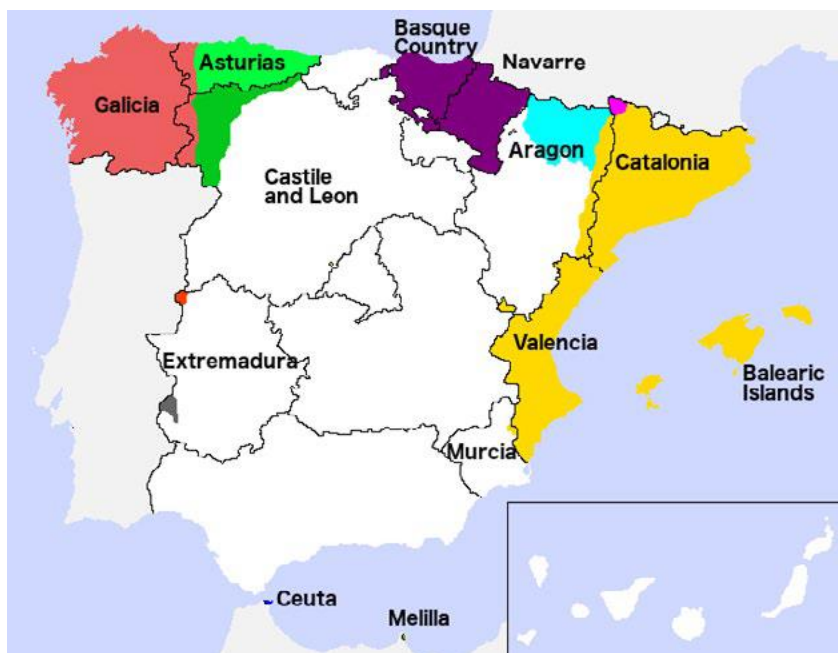 Basque
Country
Navarre
Asturias
Galicia
Aragon
Catalonia
Castile
and Leon
Valencia
Extremadura
Balearic
Islands
Murcia
Ceuta
Melilla